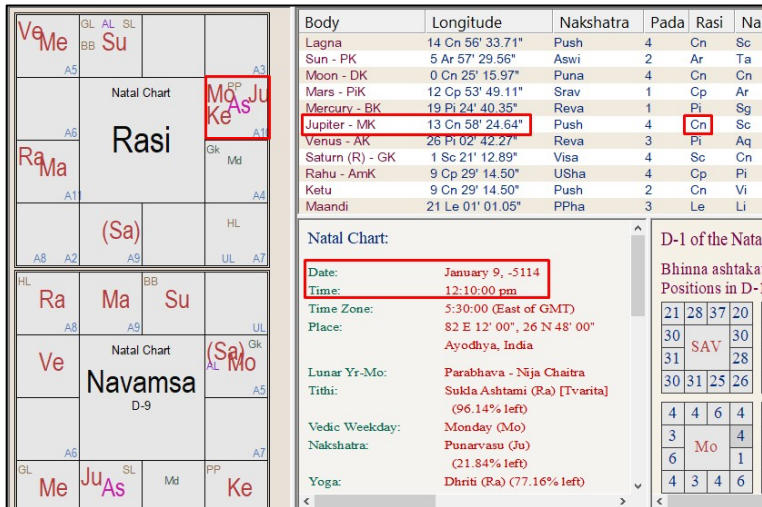 Ve Me
A5
GL AL SL
BB Su
A3
Natal Chart
Rasi
A6
PP
Mo Ju
Ke As
A10
Ra Ma
A11
Gk
Md
A4
A8 A2
(Sa)
A9
HL
UL A7
HL
Ra
A8
Ma
A9
BB
Su
UL
Ve
A6
Natal Chart
Navamsa
D-9
(Sa) Gk
AL Mo
A5
A7
GL
Me
Ju SL
As
Md
PP
Ke
Body Longitude Nakshatra Pada Rasi Na
Lagna 14 Cn 56' 33.71" Push 4 Cn Sc
Sun - PK 5 Ar 57' 29.56" Aswi 2 Ar Ta
Moon - DK 0 Cn 25' 15.97" Puna 4 Cn Cn
Mars - PiK 12 Cp 53' 49.11" Srav 1 Cp Ar
Mercury - BK 19 Pi 24' 40.35" Reva 1 Pi Sg
Jupiter - MK 13 Cn 58' 24.64" Push 4 Cn Sc
Venus - AK 26 Pi 02' 42.27" Reva 3 Pi Aq
Saturn (R) - GK 1 Sc 21' 12.89" Visa 4 Sc Cn
Rahu - AmK 9 Cp 29' 14.50" USha 4 Cp Pi
Ketu 9 Cn 29' 14.50" Push 2 Cn Vi
Maandi 21 Le 01' 01.05" PPha 3 Le Li
Natal Chart:
Date: January 9, -5114
Time: 12:10:00 pm
Time Zone: 5:30:00 (East of GMT)
Place: 82 E 12' 00", 26 N 48' 00"
Ayodhya, India
Lunar Yr-Mo: Parabhava - Nija Chaitra
Tithi: Sukla Ashtami (Ra) [Tvarita]
(96.14% left)
Vedic Weekday: Monday (Mo)
Nakshatra: Punarvasu (Ju)
(21.84% left)
Yoga: Dhriti (Ra) (77.16% left)
D-1 of the Nata
Bhinna ashtaka
Positions in D-1
21 28 37 20
30 SAV 30
31 28
30 31 25 26
4 4 6 4
3 Mo 4
6 1
4 3 4 6